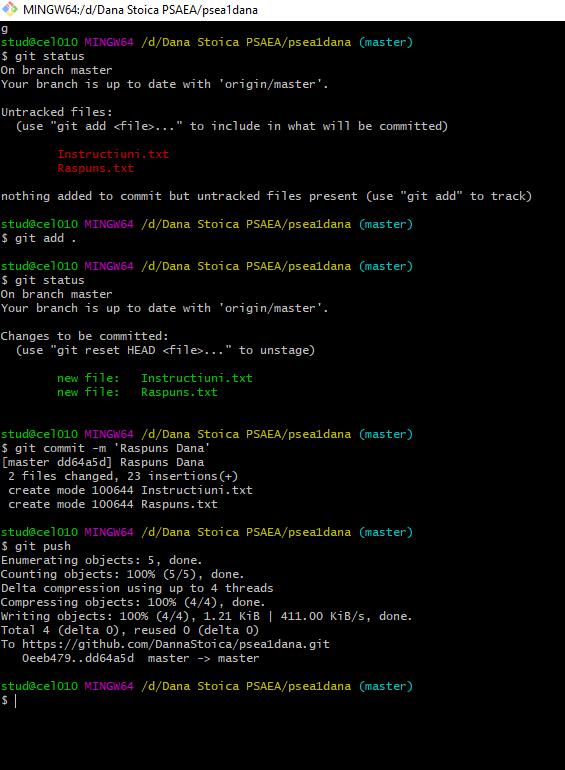 MINGW64:/d/Dana Stoica PSAEA/psea1dana
g
stud@cel010 MINGW64 /d/Dana Stoica PSAEA/psea1dana (master)
$ git status
On branch master
Your branch is up to date with 'origin/master'.
Untracked files:
(use "git add <file>..." to include in what will be committed)
Instructiuni.txt
Raspuns.txt
nothing added to commit but untracked files present (use "git add" to track)
stud@cel010 MINGW64 /d/Dana Stoica PSAEA/psea1dana (master)
$ git add .
stud@cel010 MINGW64 /d/Dana Stoica PSAEA/psea1dana (master)
$ git status
On branch master
Your branch is up to date with 'origin/master'.
Changes to be committed:
(use "git reset HEAD <file>..." to unstage)
new file:   Instructiuni.txt
new file:   Raspuns.txt
stud@cel010 MINGW64 /d/Dana Stoica PSAEA/psea1dana (master)
$ git commit -m 'Raspuns Dana'
[master dd64a5d] Raspuns Dana
2 files changed, 23 insertions(+)
create mode 100644 Instructiuni.txt
create mode 100644 Raspuns.txt
stud@cel010 MINGW64 /d/Dana Stoica PSAEA/psea1dana (master)
$ git push
Enumerating objects: 5, done.
Counting objects: 100% (5/5), done.
Delta compression using up to 4 threads
Compressing objects: 100% (4/4), done.
Writing objects: 100% (4/4), 1.21 KiB | 411.00 KiB/s, done.
Total 4 (delta 0), reused 0 (delta 0)
To https://github.com/DannaStoica/psea1dana.git
0eeb479..dd64a5d  master -> master
stud@cel010 MINGW64 /d/Dana Stoica PSAEA/psea1dana (master)
$